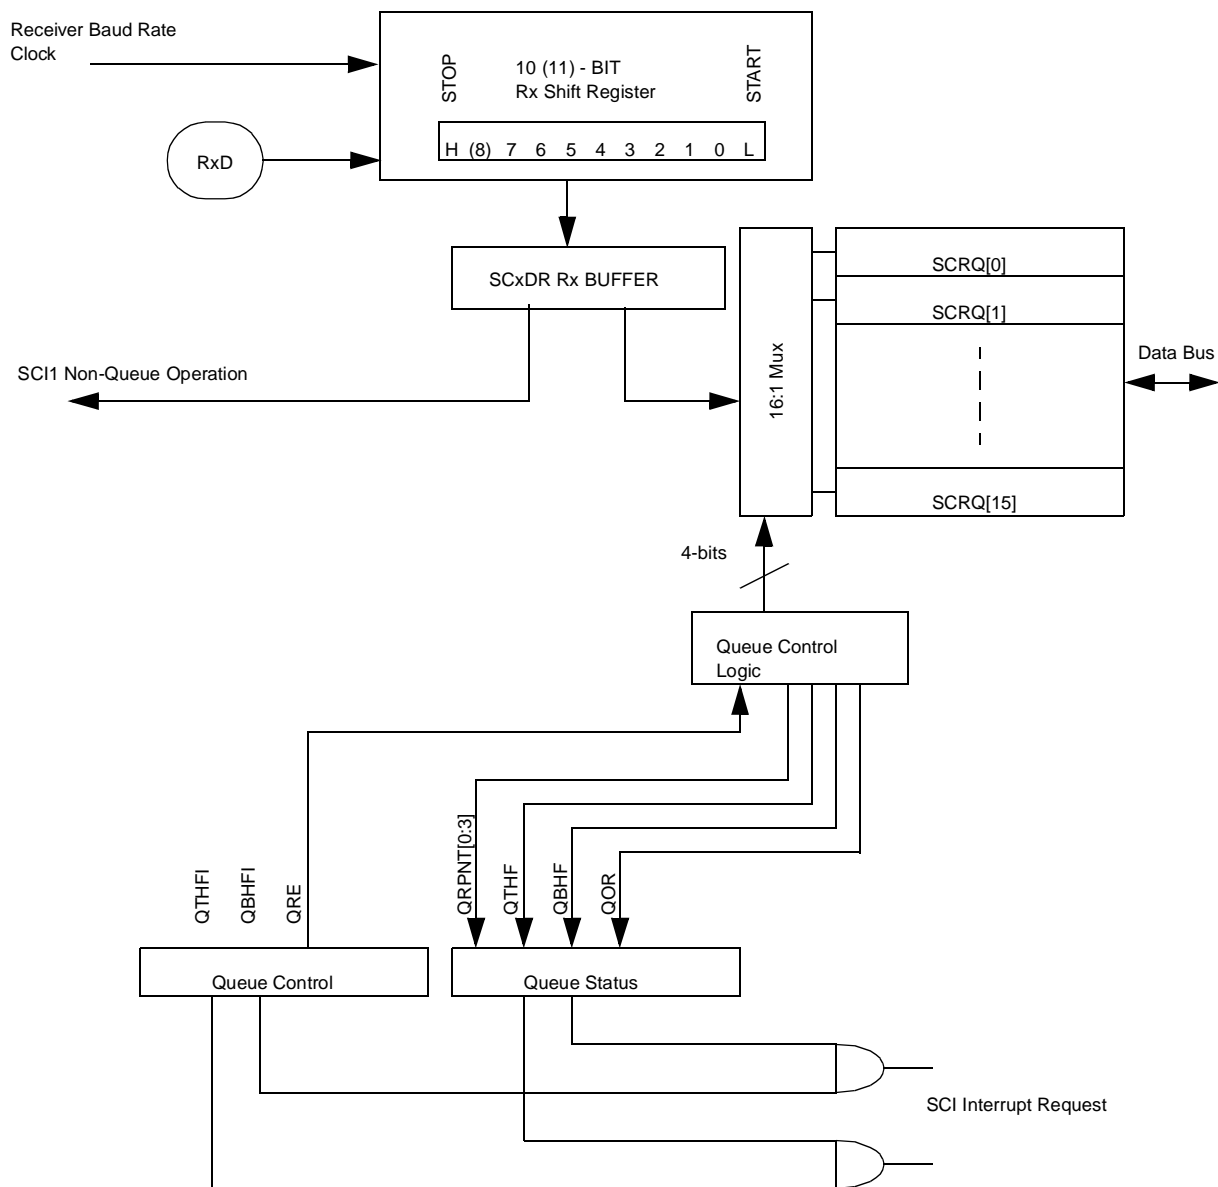 Receiver Baud Rate
Clock
STOP
10 (11) - BIT
Rx Shift Register
START
H (8) 7 6 5 4 3 2 1 0 L
RxD
SCxDR Rx BUFFER
16:1 Mux
SCRQ[0]
SCRQ[1]
SCRQ[15]
Data Bus
SCI1 Non-Queue Operation
4-bits
Queue Control
Logic
QTHFI
QBHFI
QRE
QRPNT[0:3]
QTHF
QBHF
QOR
Queue Control
Queue Status
SCI Interrupt Request